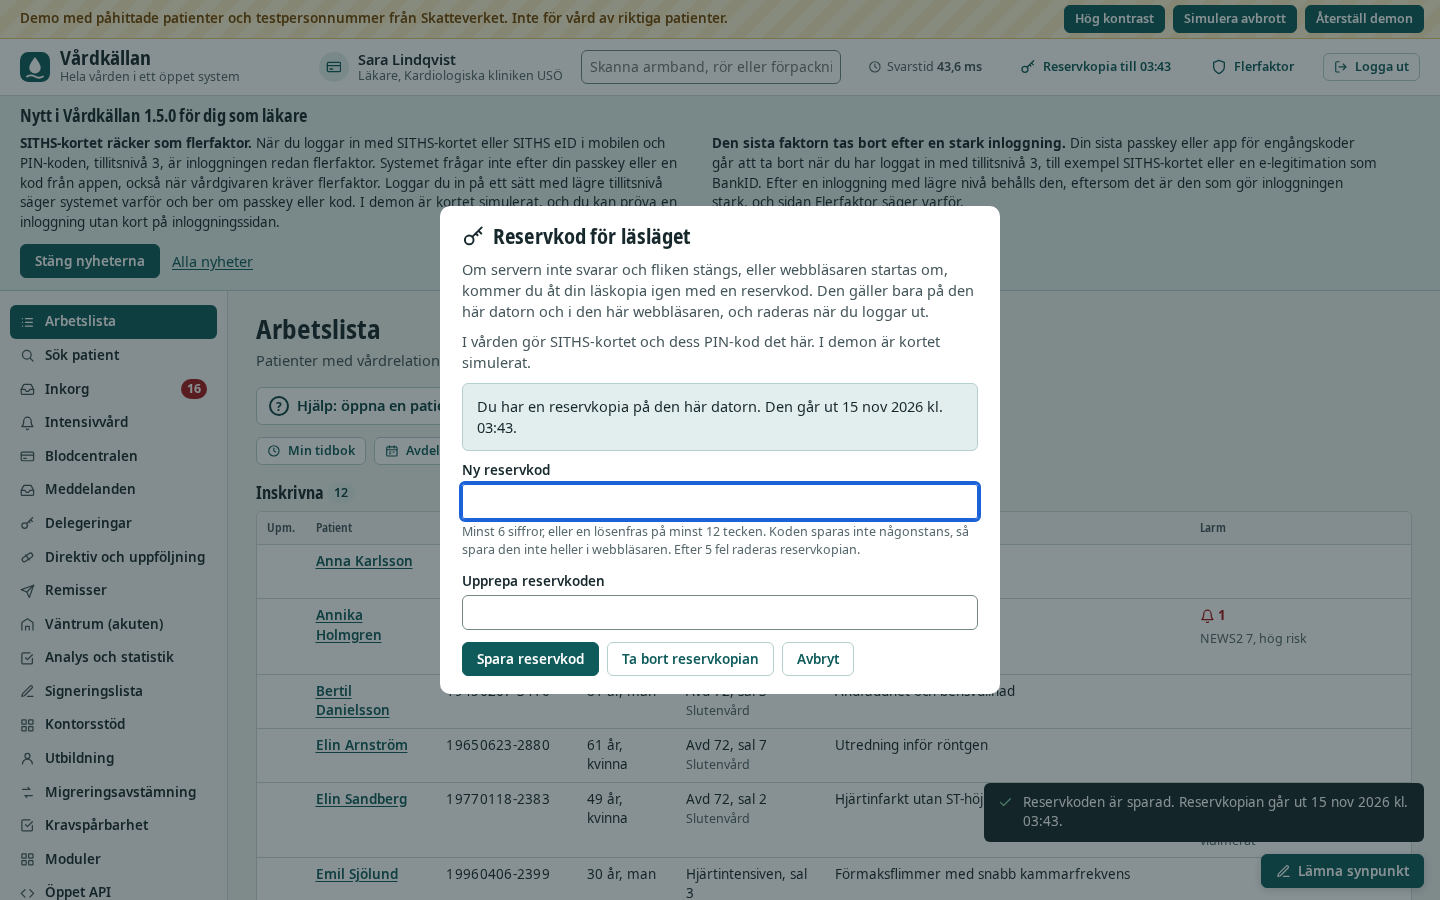 Demo med påhittade patienter och testpersonnummer från Skatteverket. Inte för vård av riktiga patienter.
Hög kontrast
Simulera avbrott
Återställ demon
Vårdkällan
Hela vården i ett öppet system
Sara Lindqvist
Läkare, Kardiologiska kliniken USÖ
Skanna armband, rör eller förpackni
Svarstid 43,6 ms
Reservkopia till 03:43
Flerfaktor
Logga ut
Nytt i Vårdkällan 1.5.0 för dig som läkare
SITHS-kortet räcker som flerfaktor. När du loggar in med SITHS-kortet eller SITHS eID i mobilen och
PIN-koden, tillitsnivå 3, är inloggningen redan flerfaktor. Systemet frågar inte efter din passkey eller en
kod från appen, också när vårdgivaren kräver flerfaktor. Loggar du in på ett sätt med lägre tillitsnivå
säger systemet varför och ber om passkey eller kod. I demon är kortet simulerat, och du kan pröva en
inloggning utan kort på inloggningssidan.
Den sista faktorn tas bort efter en stark inloggning. Din sista passkey eller app för engångskoder
går att ta bort när du har loggat in med tillitsnivå 3, till exempel SITHS-kortet eller en e-legitimation som
BankID. Efter en inloggning med lägre nivå behålls den, eftersom det är den som gör inloggningen
stark, och sidan Flerfaktor säger varför.
Stäng nyheterna
Alla nyheter
Arbetslista
Sök patient
Inkorg
16
Intensivvård
Blodcentralen
Meddelanden
Delegeringar
Direktiv och uppföljning
Remisser
Väntrum (akuten)
Analys och statistik
Signeringslista
Kontorsstöd
Utbildning
Migreringsavstämning
Kravspårbarhet
Moduler
Öppet API
Arbetslista
Patienter med vårdrelation
Hjälp: öppna en patie
Min tidbok
Avdel
Inskrivna 12
Upm.
Patient
Larm
Anna Karlsson
Annika
Holmgren
1
NEWS2 7, hög risk
Bertil
Danielsson
Slutenvård
Elin Arnström
19650623-2880
61 år,
kvinna
Avd 72, sal 7
Slutenvård
Utredning inför röntgen
Elin Sandberg
19770118-2383
49 år,
kvinna
Avd 72, sal 2
Slutenvård
Hjärtinfarkt utan ST-höj
Emil Sjölund
19960406-2399
30 år, man
Hjärtintensiven, sal
3
Förmaksflimmer med snabb kammarfrekvens
Reservkod för läsläget
Om servern inte svarar och fliken stängs, eller webbläsaren startas om,
kommer du åt din läskopia igen med en reservkod. Den gäller bara på den
här datorn och i den här webbläsaren, och raderas när du loggar ut.
I vården gör SITHS-kortet och dess PIN-kod det här. I demon är kortet
simulerat.
Du har en reservkopia på den här datorn. Den går ut 15 nov 2026 kl.
03:43.
Ny reservkod
Minst 6 siffror, eller en lösenfras på minst 12 tecken. Koden sparas inte någonstans, så
spara den inte heller i webbläsaren. Efter 5 fel raderas reservkopian.
Upprepa reservkoden
Spara reservkod
Ta bort reservkopian
Avbryt
Reservkoden är sparad. Reservkopian går ut 15 nov 2026 kl.
03:43.
Lämna synpunkt